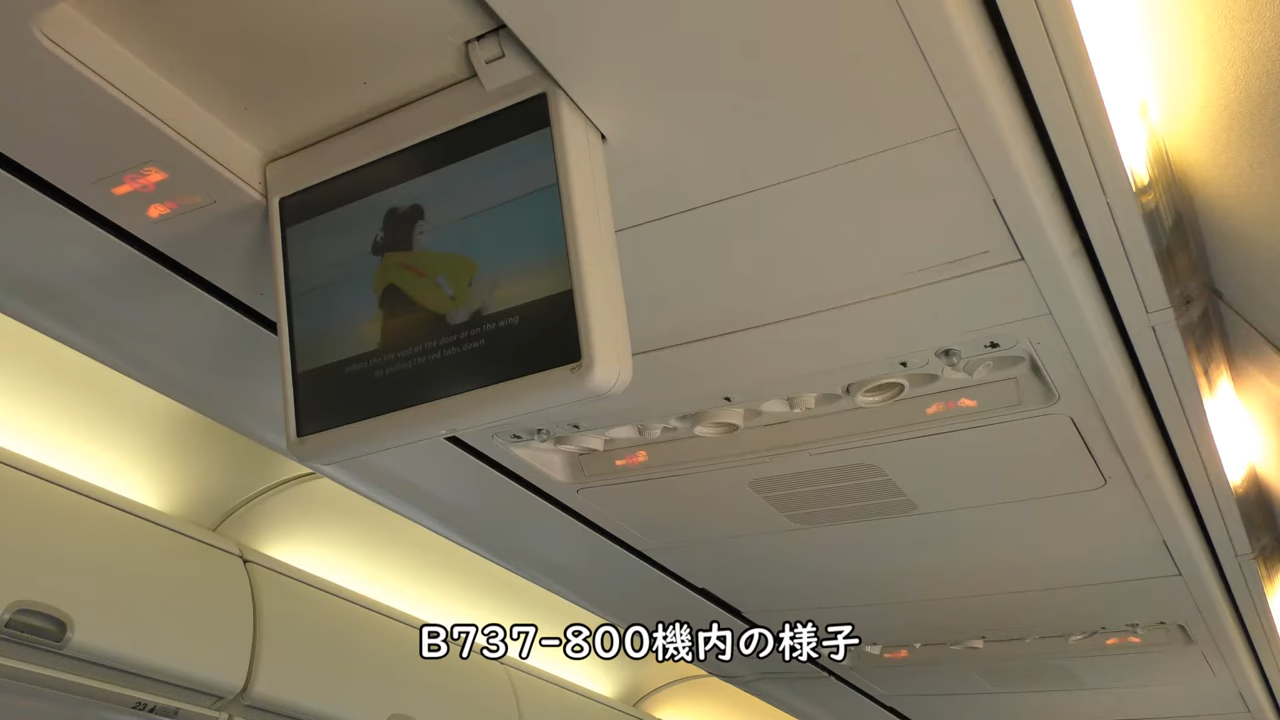 Inflate the life vest at the door or on the wing
by pulling the red tabs down
B737-800機内の様子
23